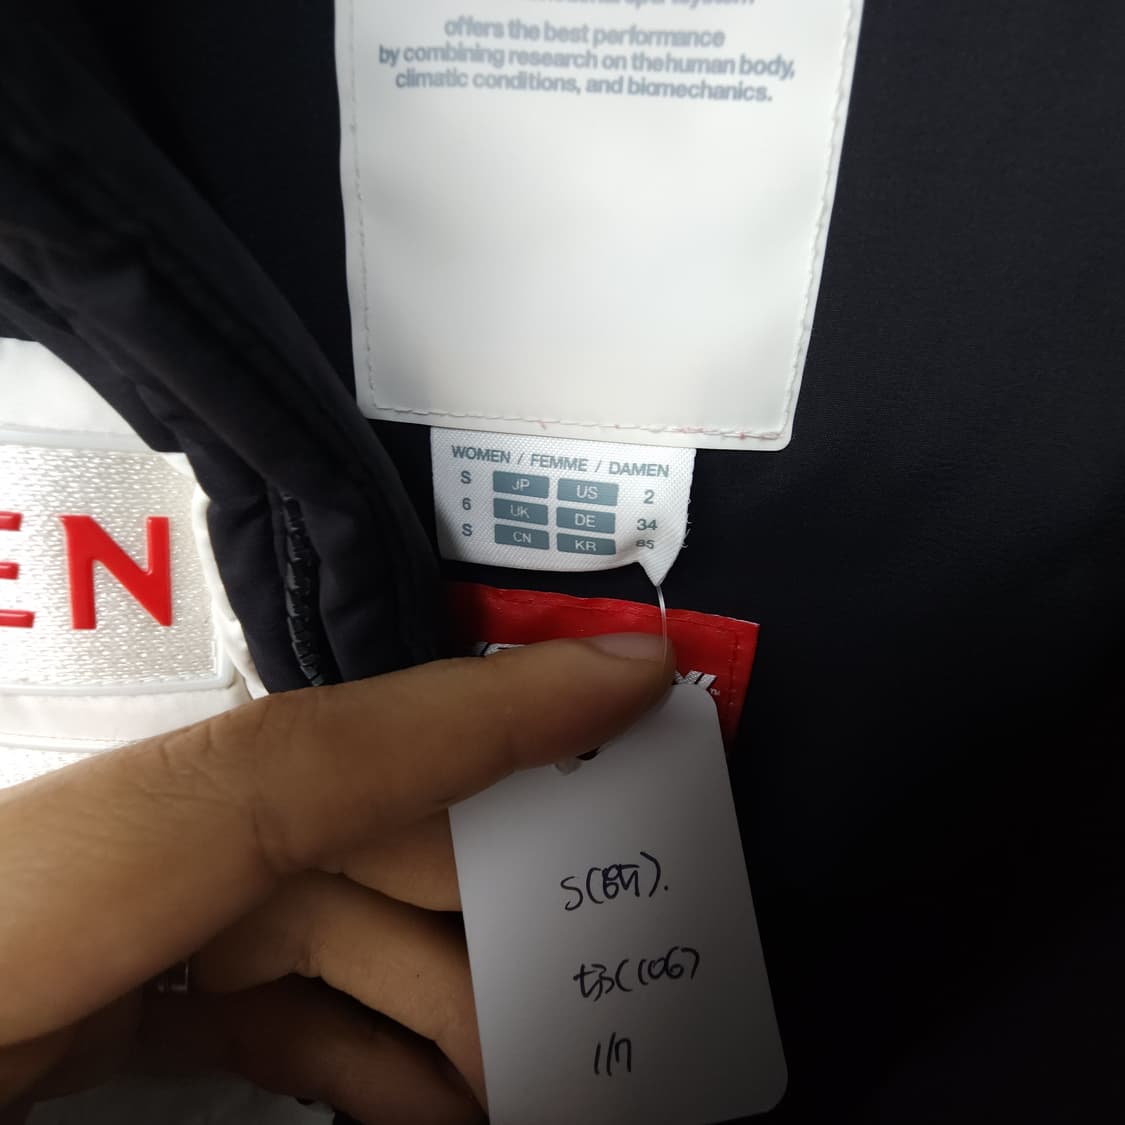 offers the best performance
by combining research on the human body,
climatic conditions, and biomechanics.
WOMEN / FEMME / DAMEN
S JP US 2
6 UK DE 34
S CN KR 85
EN
S(85).
(106)
1/7